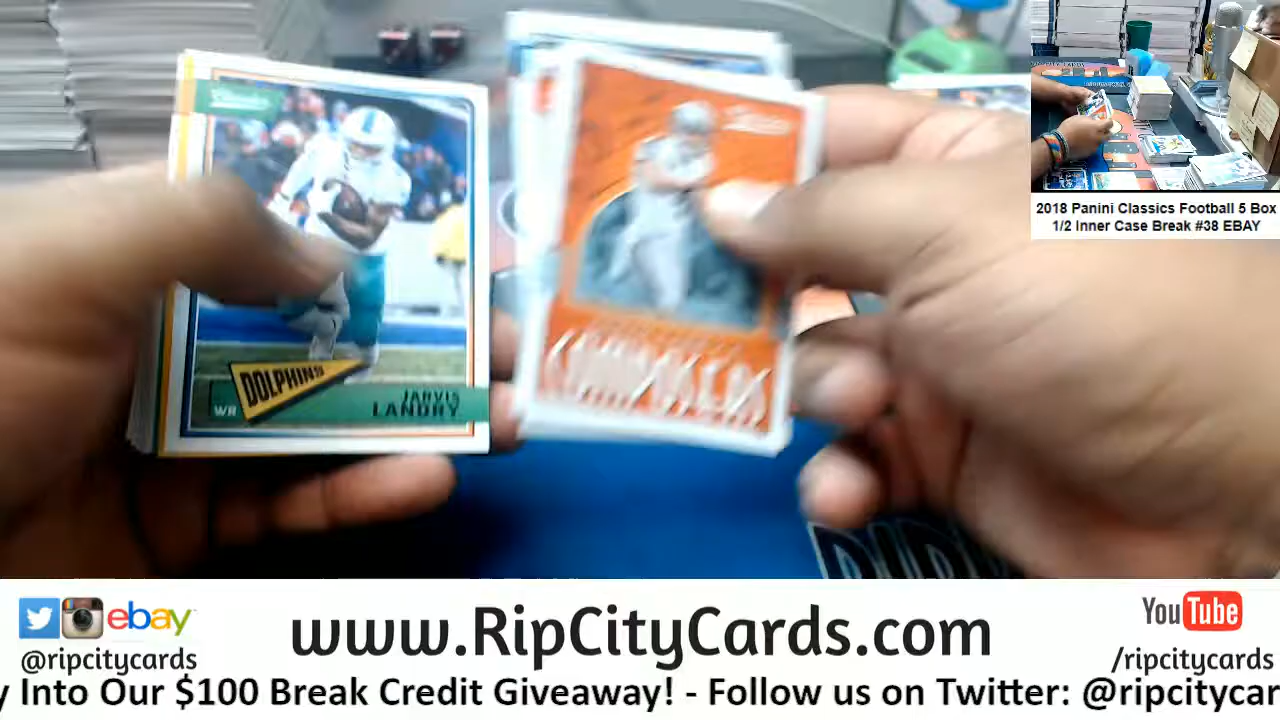 Classics
DOLPHINS
WR
JARVIS
LANDRY
2018 Panini Classics Football 5 Box
1/2 Inner Case Break #38 EBAY
ebay
@ripcitycards
www.RipCityCards.com
YouTube
/ripcitycards
y Into Our $100 Break Credit Giveaway! - Follow us on Twitter: @ripcitycar